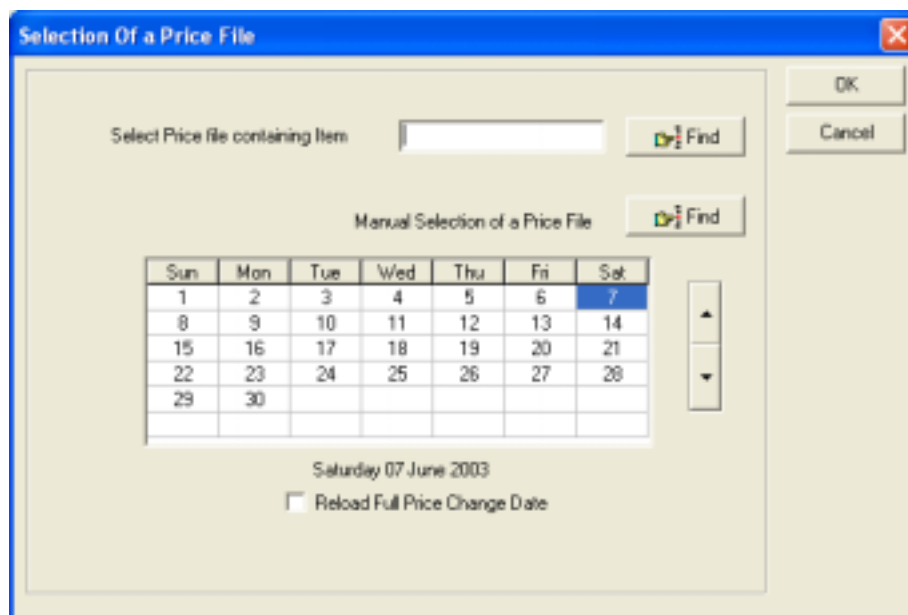 Selection Of a Price File
OK
Select Price file containing Item
Find
Cancel
Manual Selection of a Price File
Find
Sun Mon Tue Wed Thu Fri Sat
1 2 3 4 5 6 7
8 9 10 11 12 13 14
15 16 17 18 19 20 21
22 23 24 25 26 27 28
29 30
Saturday 07 June 2003
Reload Full Price Change Date